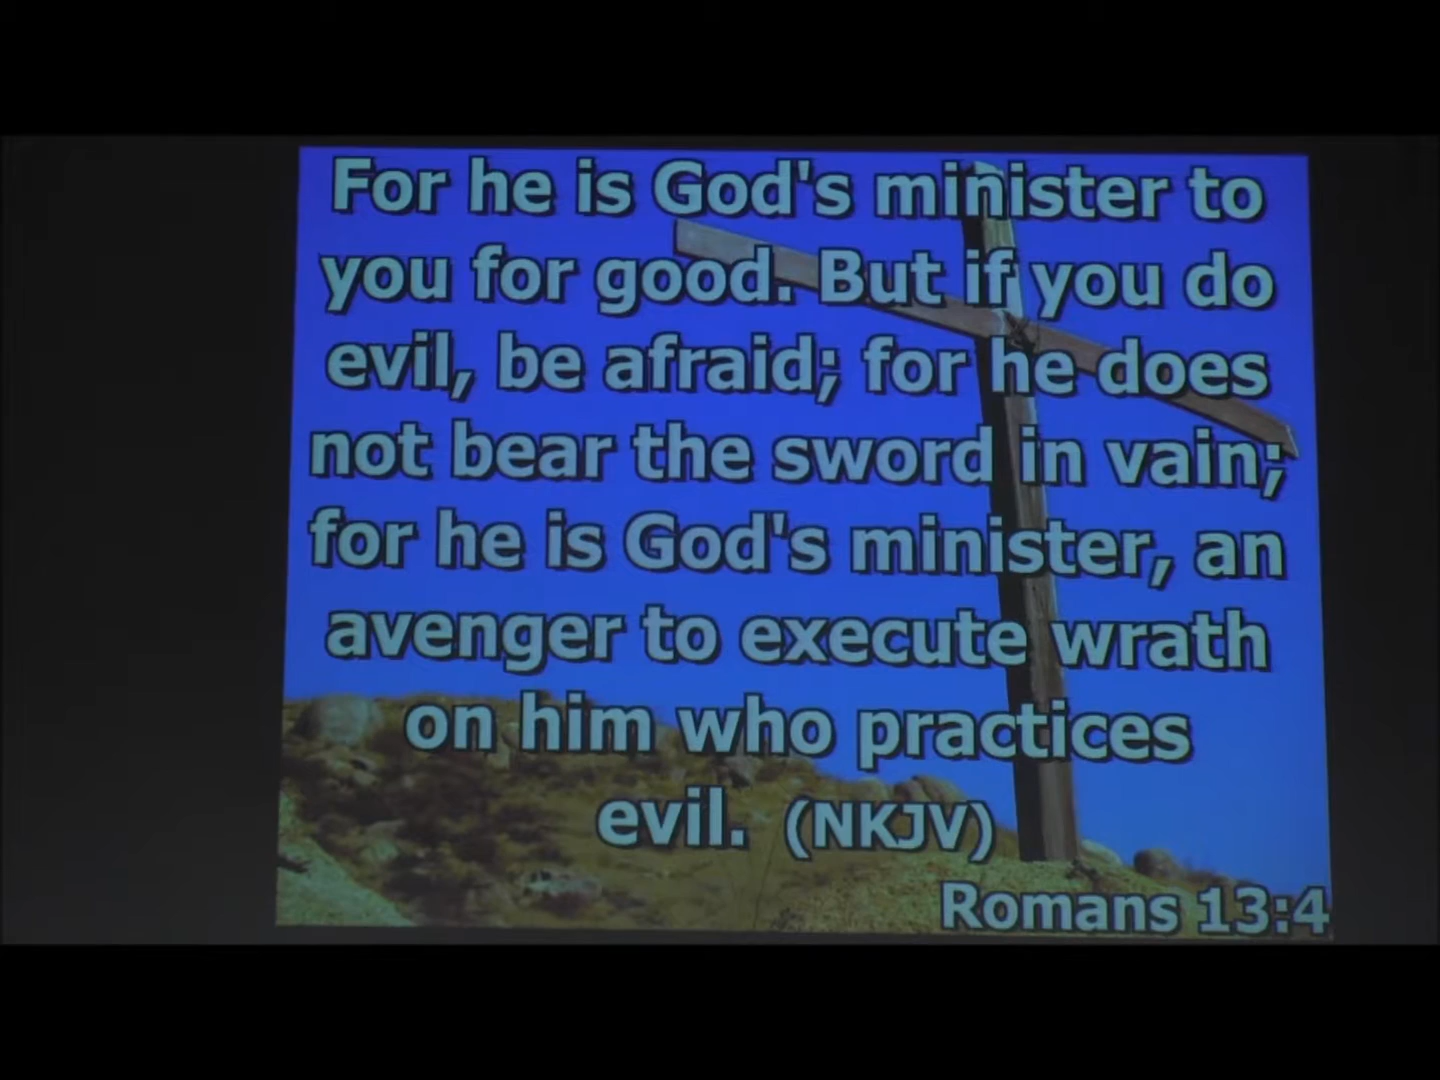 For he is God's minister to
you for good. But if you do
evil, be afraid; for he does
not bear the sword in vain;
for he is God's minister, an
avenger to execute wrath
on him who practices
evil. (NKJV)
Romans 13:4